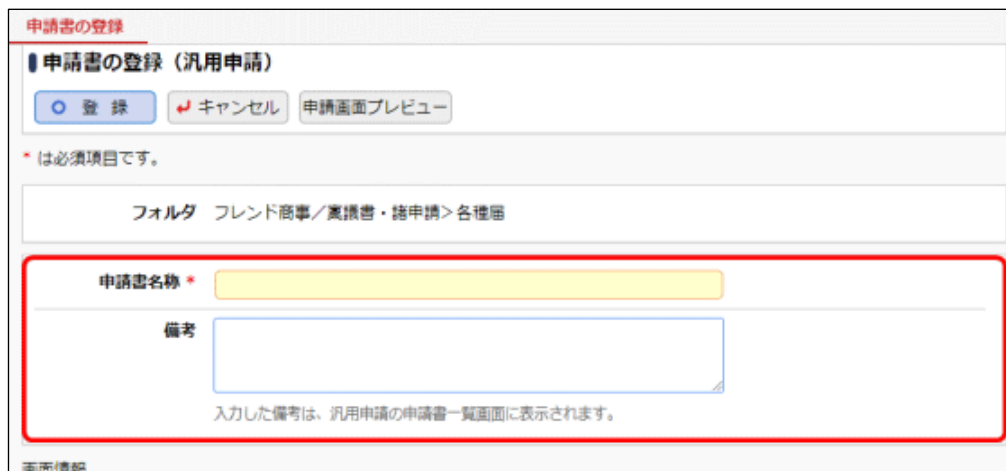 申請書の登録
申請書の登録（汎用申請）
登 録 キャンセル 申請画面プレビュー
* は必須項目です。
フォルダ フレンド商事／稟議書・諸申請＞各種届
申請書名称 *
備考
入力した備考は、汎用申請の申請書一覧画面に表示されます。
画面情報